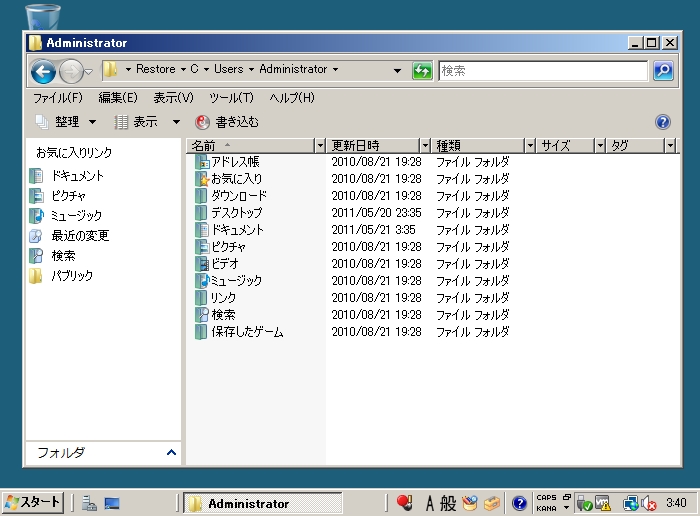 Administrator
Restore C Users Administrator 検索
ファイル(F) 編集(E) 表示(V) ツール(T) ヘルプ(H)
整理 表示 書き込む
お気に入りリンク
ドキュメント
ピクチャ
ミュージック
最近の変更
検索
パブリック
フォルダ
名前 更新日時 種類 サイズ タグ
アドレス帳 2010/08/21 19:28 ファイル フォルダ
お気に入り 2010/08/21 19:28 ファイル フォルダ
ダウンロード 2010/08/21 19:28 ファイル フォルダ
デスクトップ 2011/05/20 23:35 ファイル フォルダ
ドキュメント 2011/05/21 3:35 ファイル フォルダ
ピクチャ 2010/08/21 19:28 ファイル フォルダ
ビデオ 2010/08/21 19:28 ファイル フォルダ
ミュージック 2010/08/21 19:28 ファイル フォルダ
リンク 2010/08/21 19:28 ファイル フォルダ
検索 2010/08/21 19:28 ファイル フォルダ
保存したゲーム 2010/08/21 19:28 ファイル フォルダ
スタート Administrator A 般 CAPS KANA 3:40